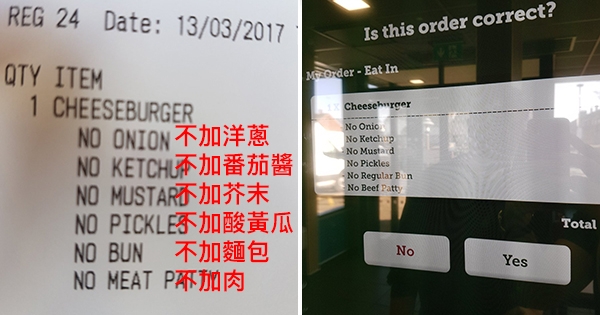 REG 24 Date: 13/03/2017
QTY ITEM
1 CHEESEBURGER
NO ONION 不加洋蔥
NO KETCHUP 不加番茄醬
NO MUSTARD 不加芥末
NO PICKLES 不加酸黃瓜
NO BUN 不加麵包
NO MEAT PATTY 不加肉
Is this order correct?
My Order - Eat In
Cheeseburger
No Onion
No Ketchup
No Mustard
No Pickles
No Regular Bun
No Beef Patty
Total
No
Yes